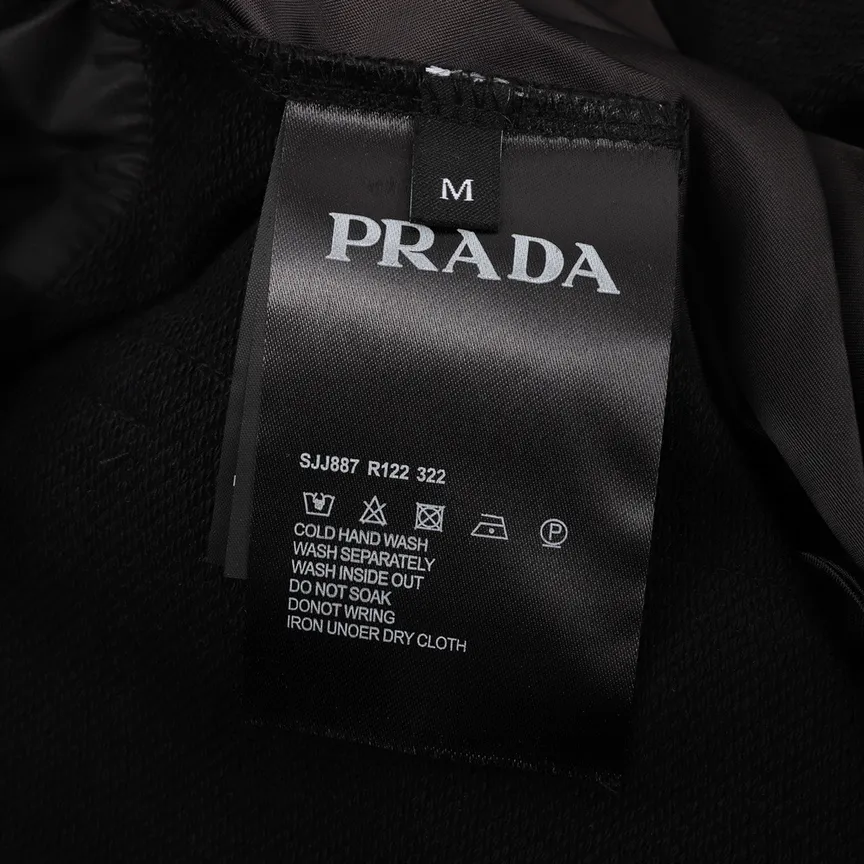 M
PRADA
SJJ887 R122 322
P
COLD HAND WASH
WASH SEPARATELY
WASH INSIDE OUT
DO NOT SOAK
DONOT WRING
IRON UNOER DRY CLOTH